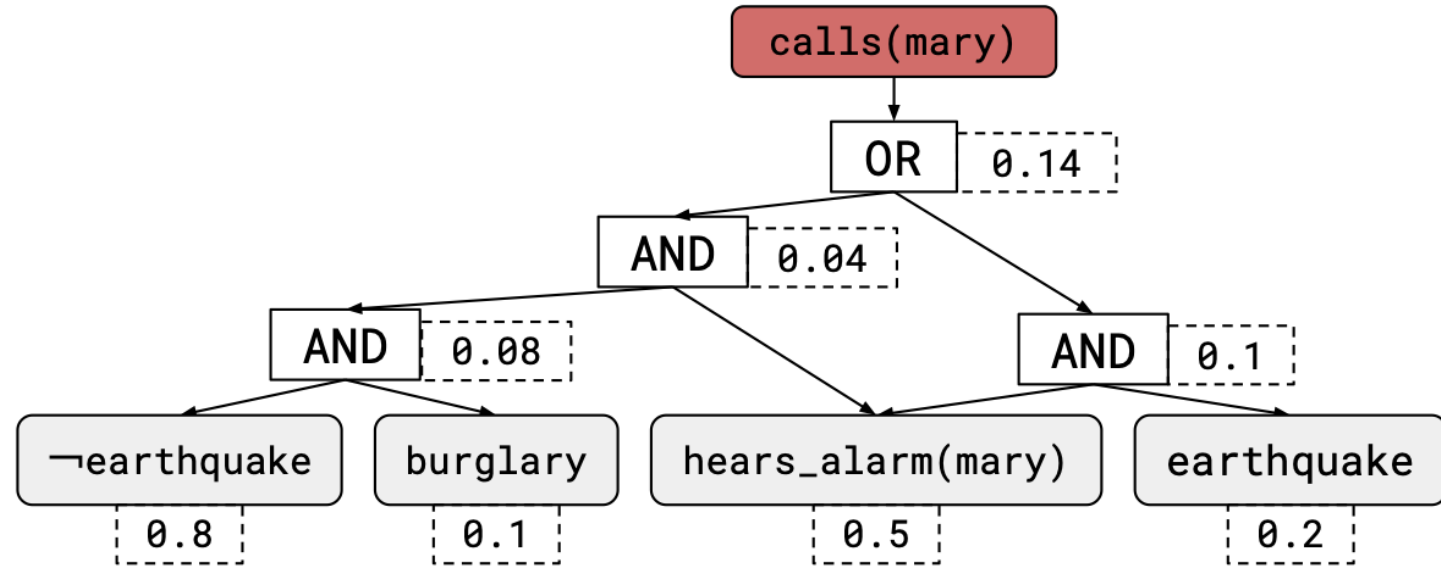 calls(mary)
OR
0.14
AND
0.04
AND
0.08
AND
0.1
¬earthquake
burglary
hears_alarm(mary)
earthquake
0.8
0.1
0.5
0.2